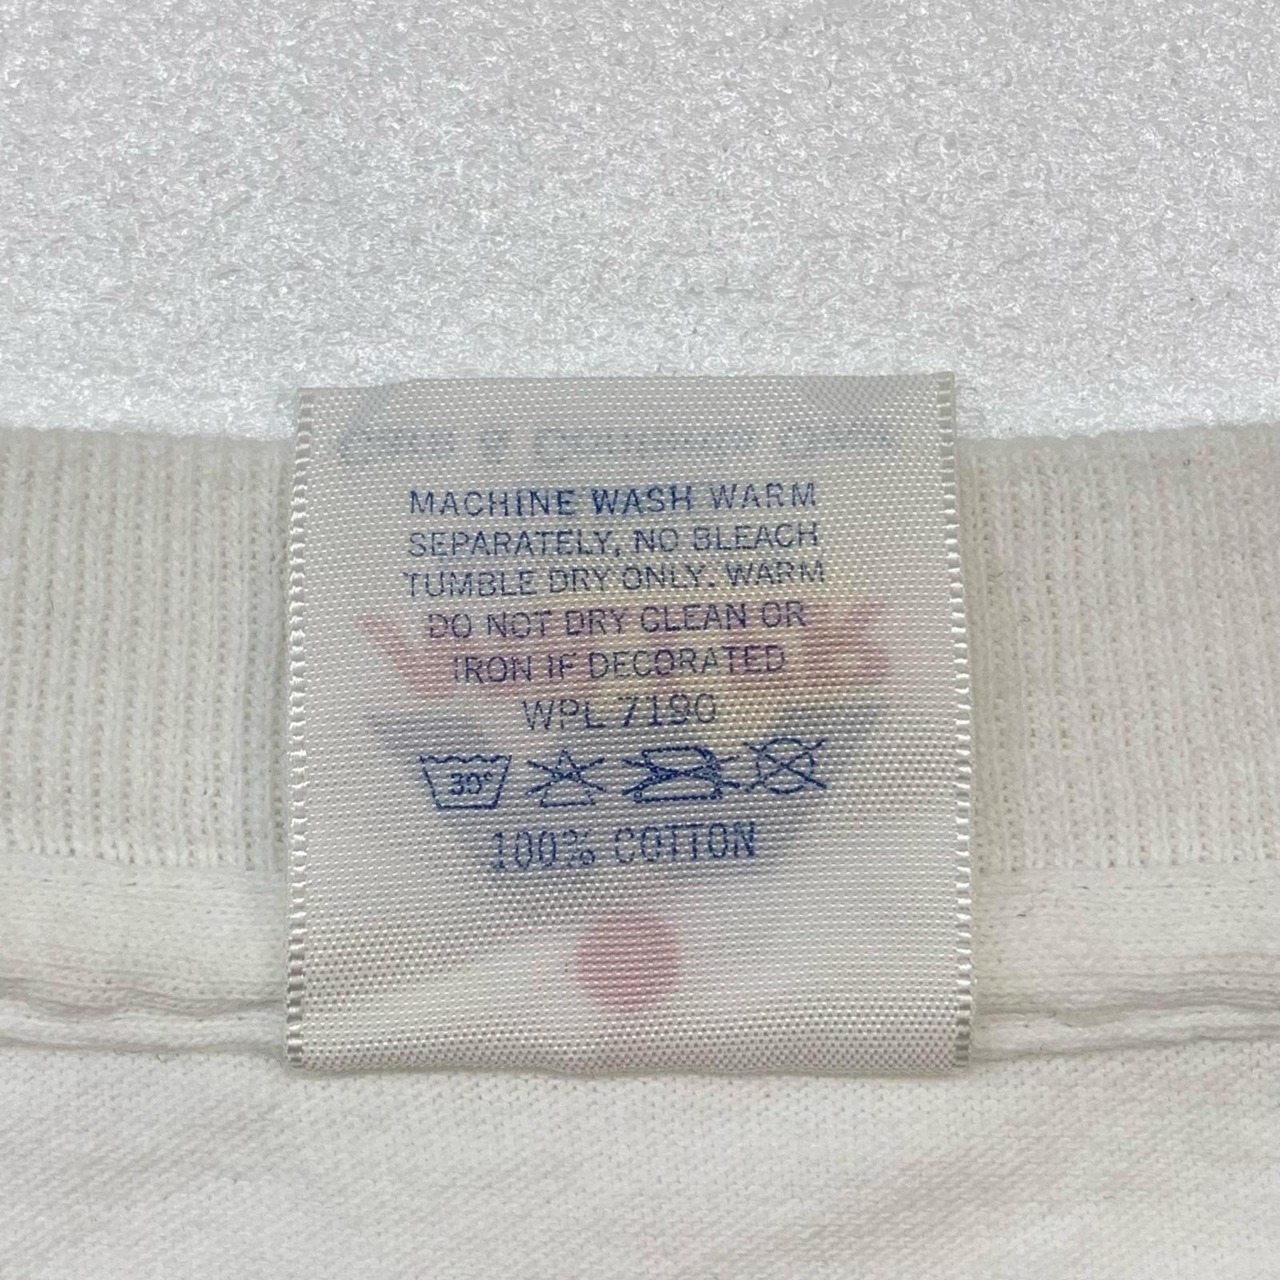 MACHINE WASH WARM
SEPARATELY, NO BLEACH
TUMBLE DRY ONLY. WARM
DO NOT DRY CLEAN OR
IRON IF DECORATED
WPL 7190
30°
100% COTTON